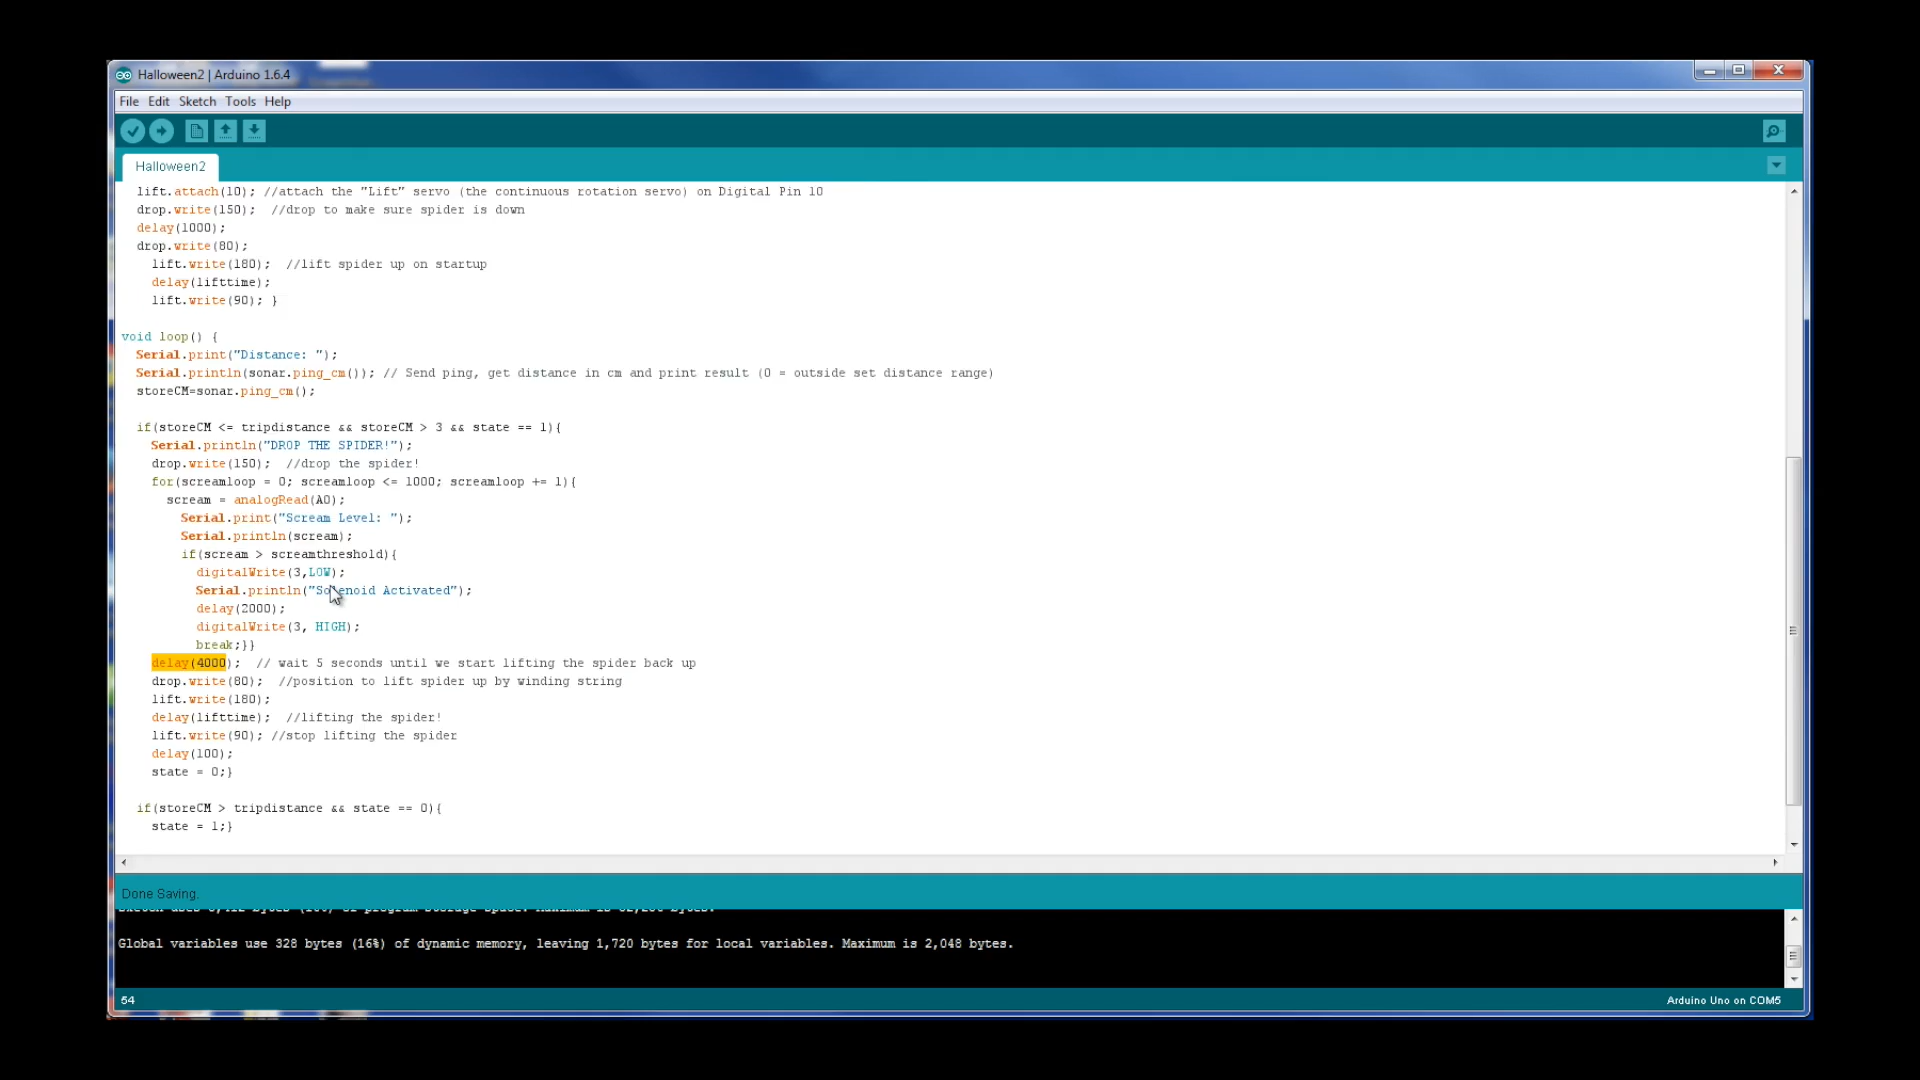 Halloween2 | Arduino 1.6.4
File Edit Sketch Tools Help
Halloween2
lift.attach(10); //attach the "Lift" servo (the continuous rotation servo) on Digital Pin 10
drop.write(150); //drop to make sure spider is down
delay(1000);
drop.write(80);
lift.write(180); //lift spider up on startup
delay(lifttime);
lift.write(90); }
void loop() {
Serial.print("Distance: ");
Serial.println(sonar.ping_cm()); // Send ping, get distance in cm and print result (0 = outside set distance range)
storeCM=sonar.ping_cm();
if(storeCM <= tripdistance && storeCM > 3 && state == 1){
Serial.println("DROP THE SPIDER!");
drop.write(150); //drop the spider!
for(screamloop = 0; screamloop <= 1000; screamloop += 1){
scream = analogRead(A0);
Serial.print("Scream Level: ");
Serial.println(scream);
if(scream > screamthreshold){
digitalWrite(3,LOW);
Serial.println("Solenoid Activated");
delay(2000);
digitalWrite(3, HIGH);
break;}}
delay(4000); // wait 5 seconds until we start lifting the spider back up
drop.write(80); //position to lift spider up by winding string
lift.write(180);
delay(lifttime); //lifting the spider!
lift.write(90); //stop lifting the spider
delay(100);
state = 0;}
if(storeCM > tripdistance && state == 0){
state = 1;}
Done Saving.
Global variables use 328 bytes (16%) of dynamic memory, leaving 1,720 bytes for local variables. Maximum is 2,048 bytes.
54
Arduino Uno on COM5